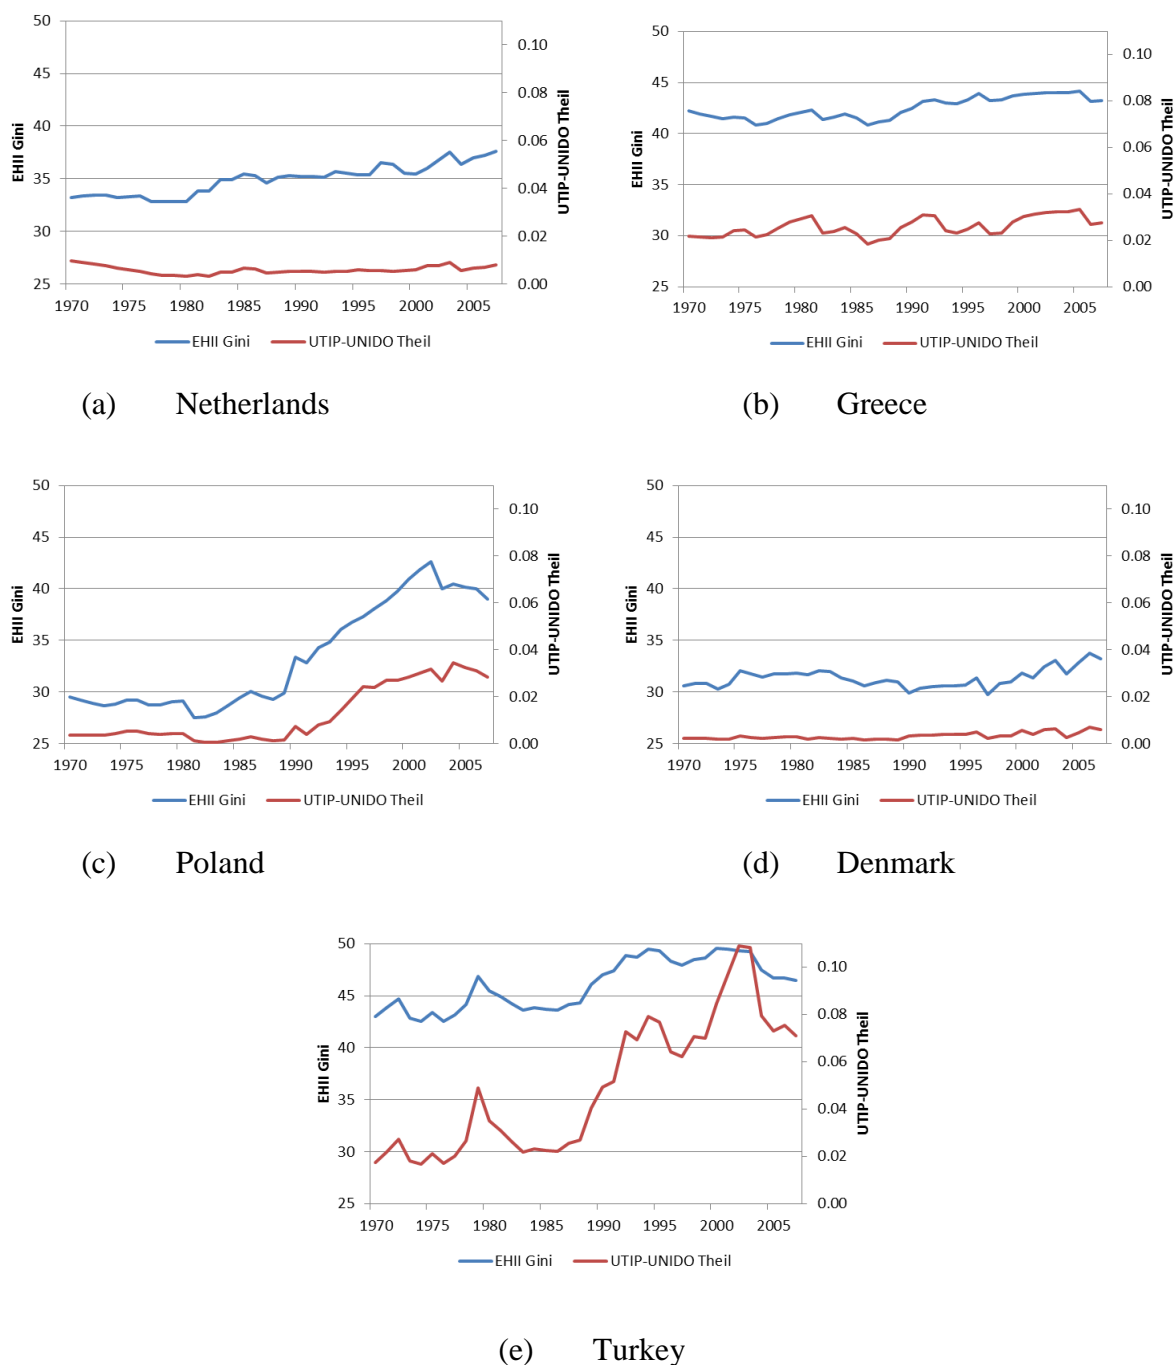 50
45
40
35
30
25
EHII Gini
0.10
0.08
0.06
0.04
0.02
0.00
UTIP-UNIDO Theil
1970 1975 1980 1985 1990 1995 2000 2005
EHII Gini UTIP-UNIDO Theil
(a) Netherlands
50
45
40
35
30
25
EHII Gini
0.10
0.08
0.06
0.04
0.02
0.00
UTIP-UNIDO Theil
1970 1975 1980 1985 1990 1995 2000 2005
EHII Gini UTIP-UNIDO Theil
(b) Greece
50
45
40
35
30
25
EHII Gini
0.10
0.08
0.06
0.04
0.02
0.00
UTIP-UNIDO Theil
1970 1975 1980 1985 1990 1995 2000 2005
EHII Gini UTIP-UNIDO Theil
(c) Poland
50
45
40
35
30
25
EHII Gini
0.10
0.08
0.06
0.04
0.02
0.00
UTIP-UNIDO Theil
1970 1975 1980 1985 1990 1995 2000 2005
EHII Gini UTIP-UNIDO Theil
(d) Denmark
50
45
40
35
30
25
EHII Gini
0.10
0.08
0.06
0.04
0.02
0.00
UTIP-UNIDO Theil
1970 1975 1980 1985 1990 1995 2000 2005
EHII Gini UTIP-UNIDO Theil
(e) Turkey